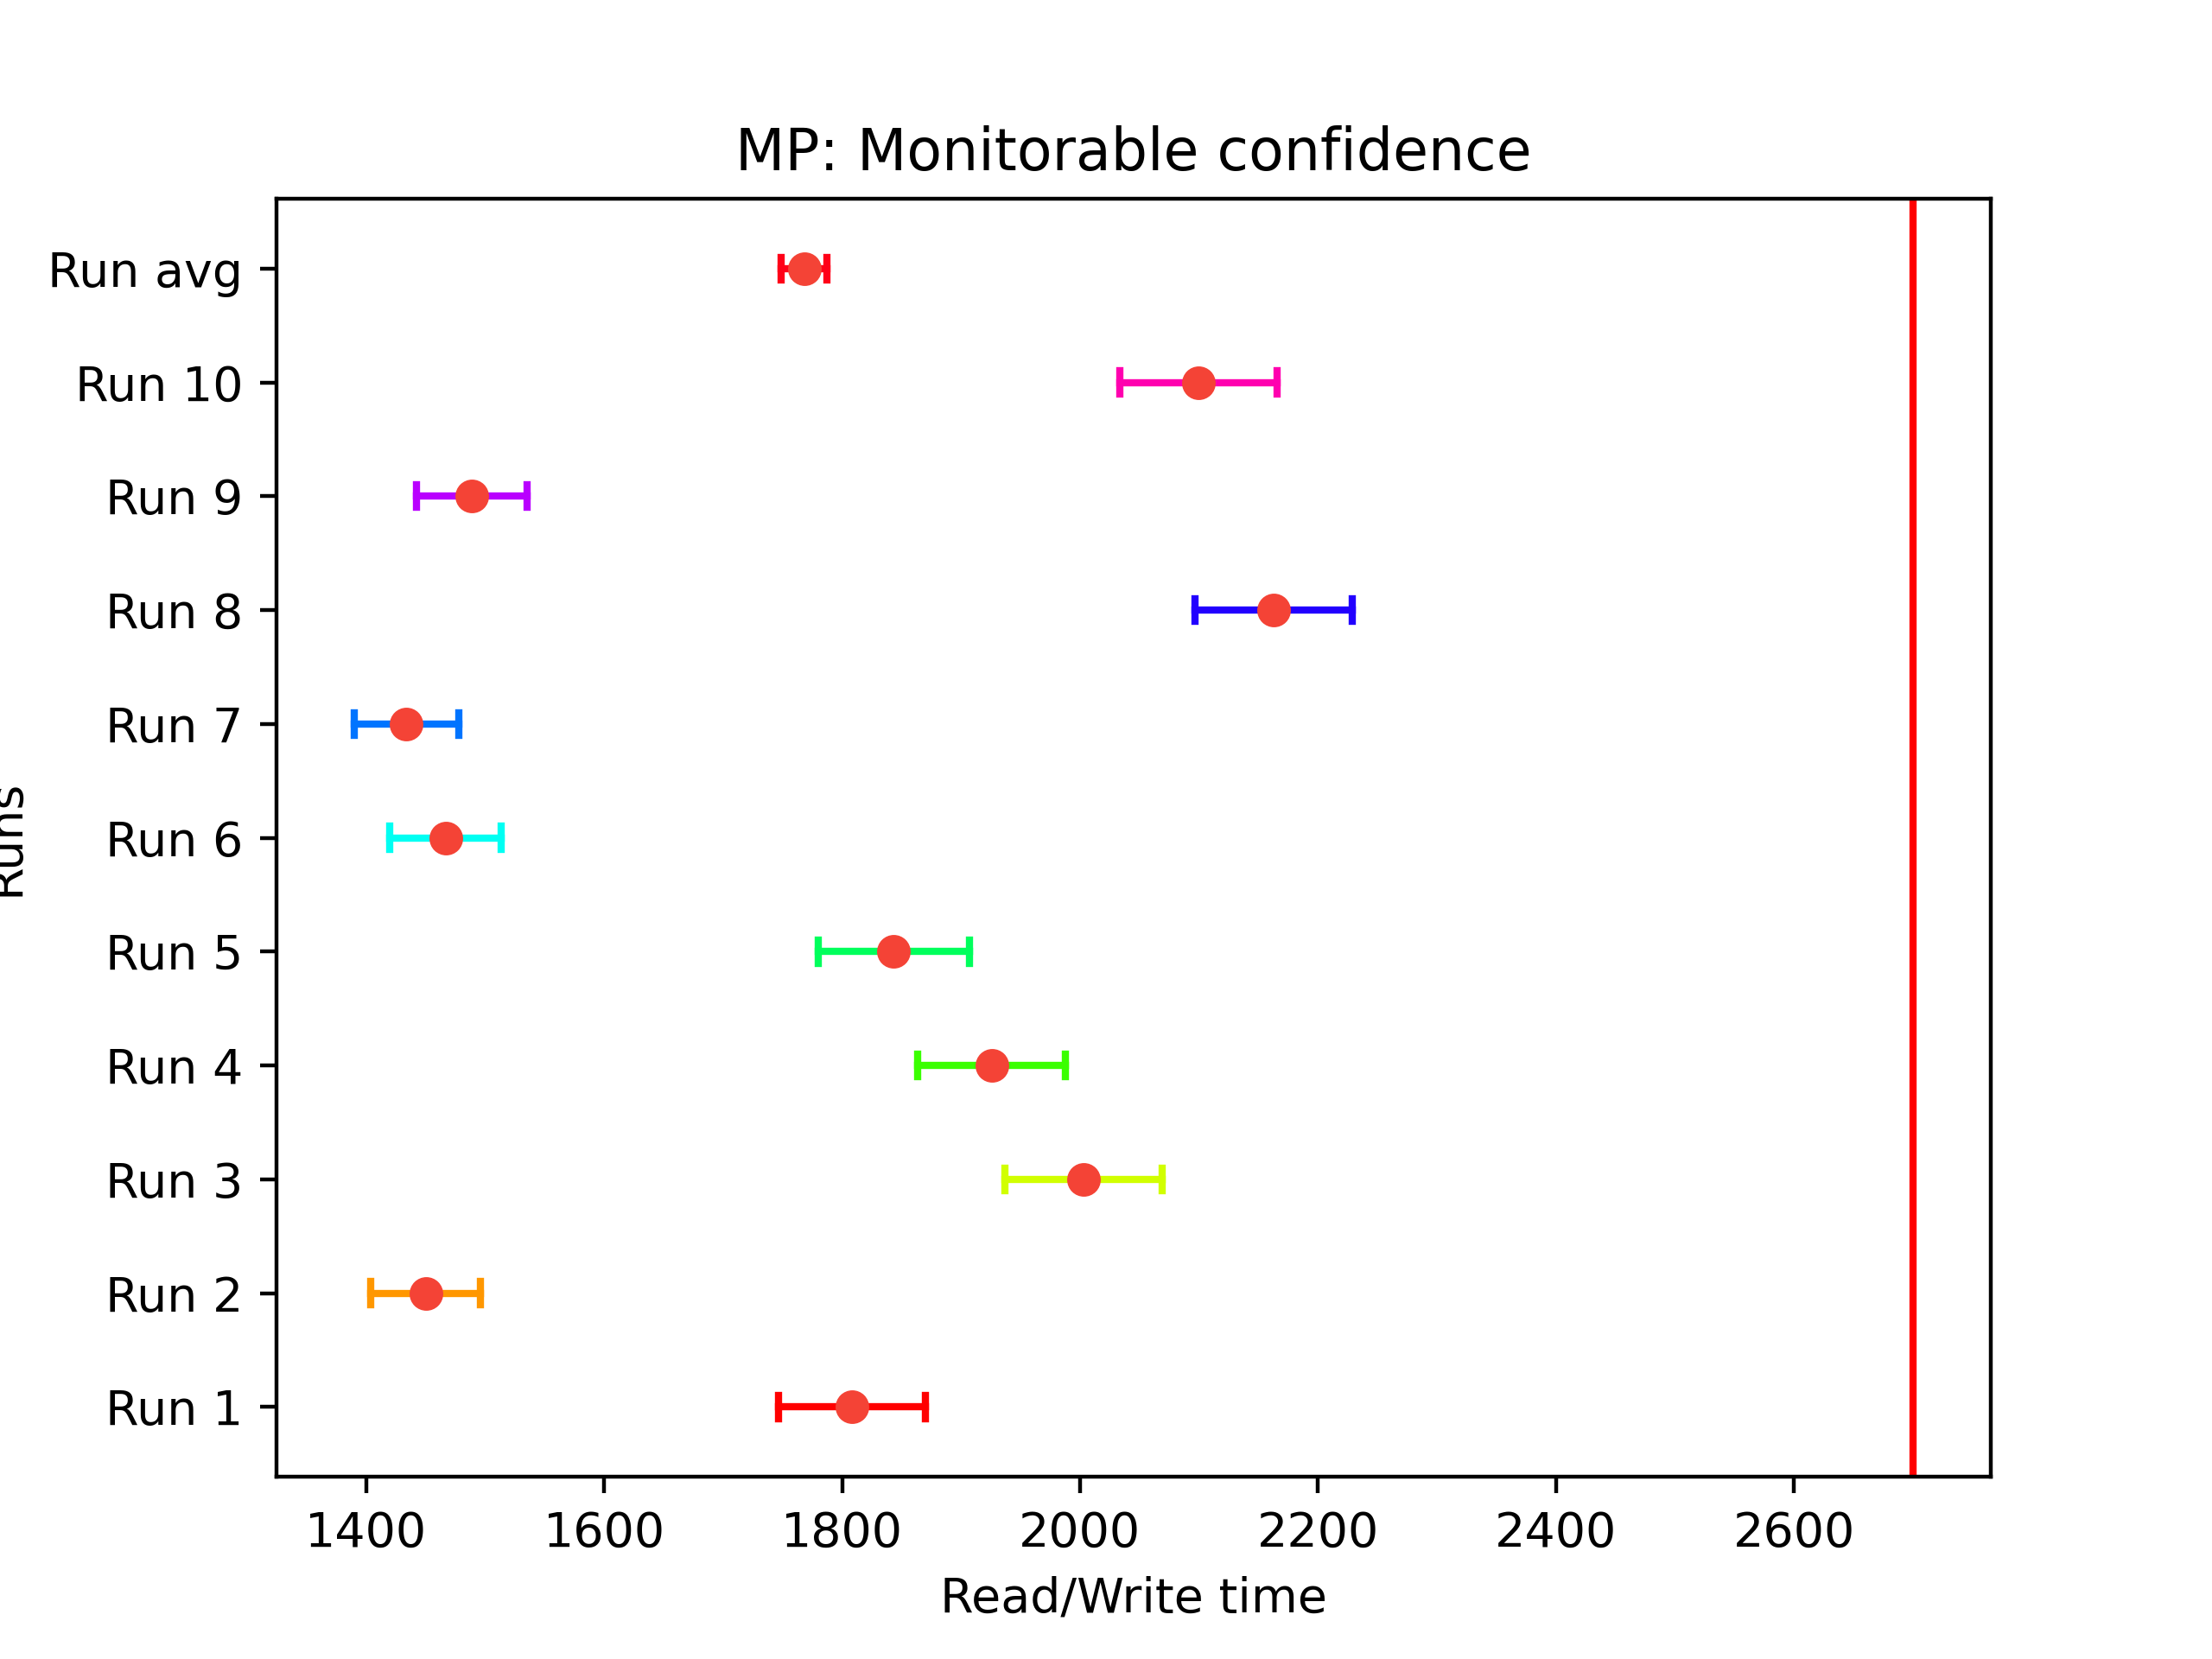 MP: Monitorable confidence
Run avg
Run 10
Run 9
Run 8
Run 7
Run 6
Run 5
Run 4
Run 3
Run 2
Run 1
Runs
1400 1600 1800 2000 2200 2400 2600
Read/Write time